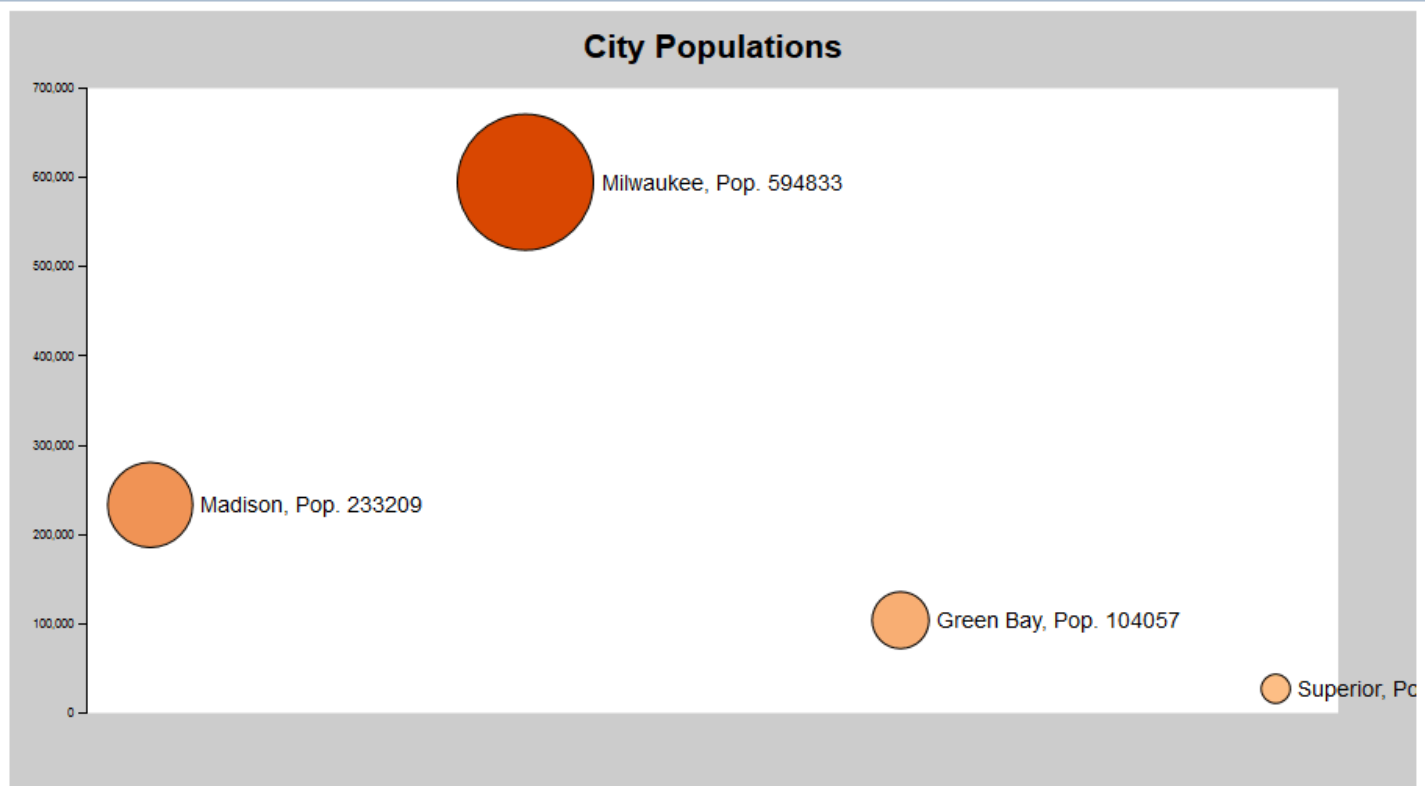 City Populations
700,000
600,000
Milwaukee, Pop. 594833
500,000
400,000
300,000
Madison, Pop. 233209
200,000
100,000
Green Bay, Pop. 104057
Superior, Po
0